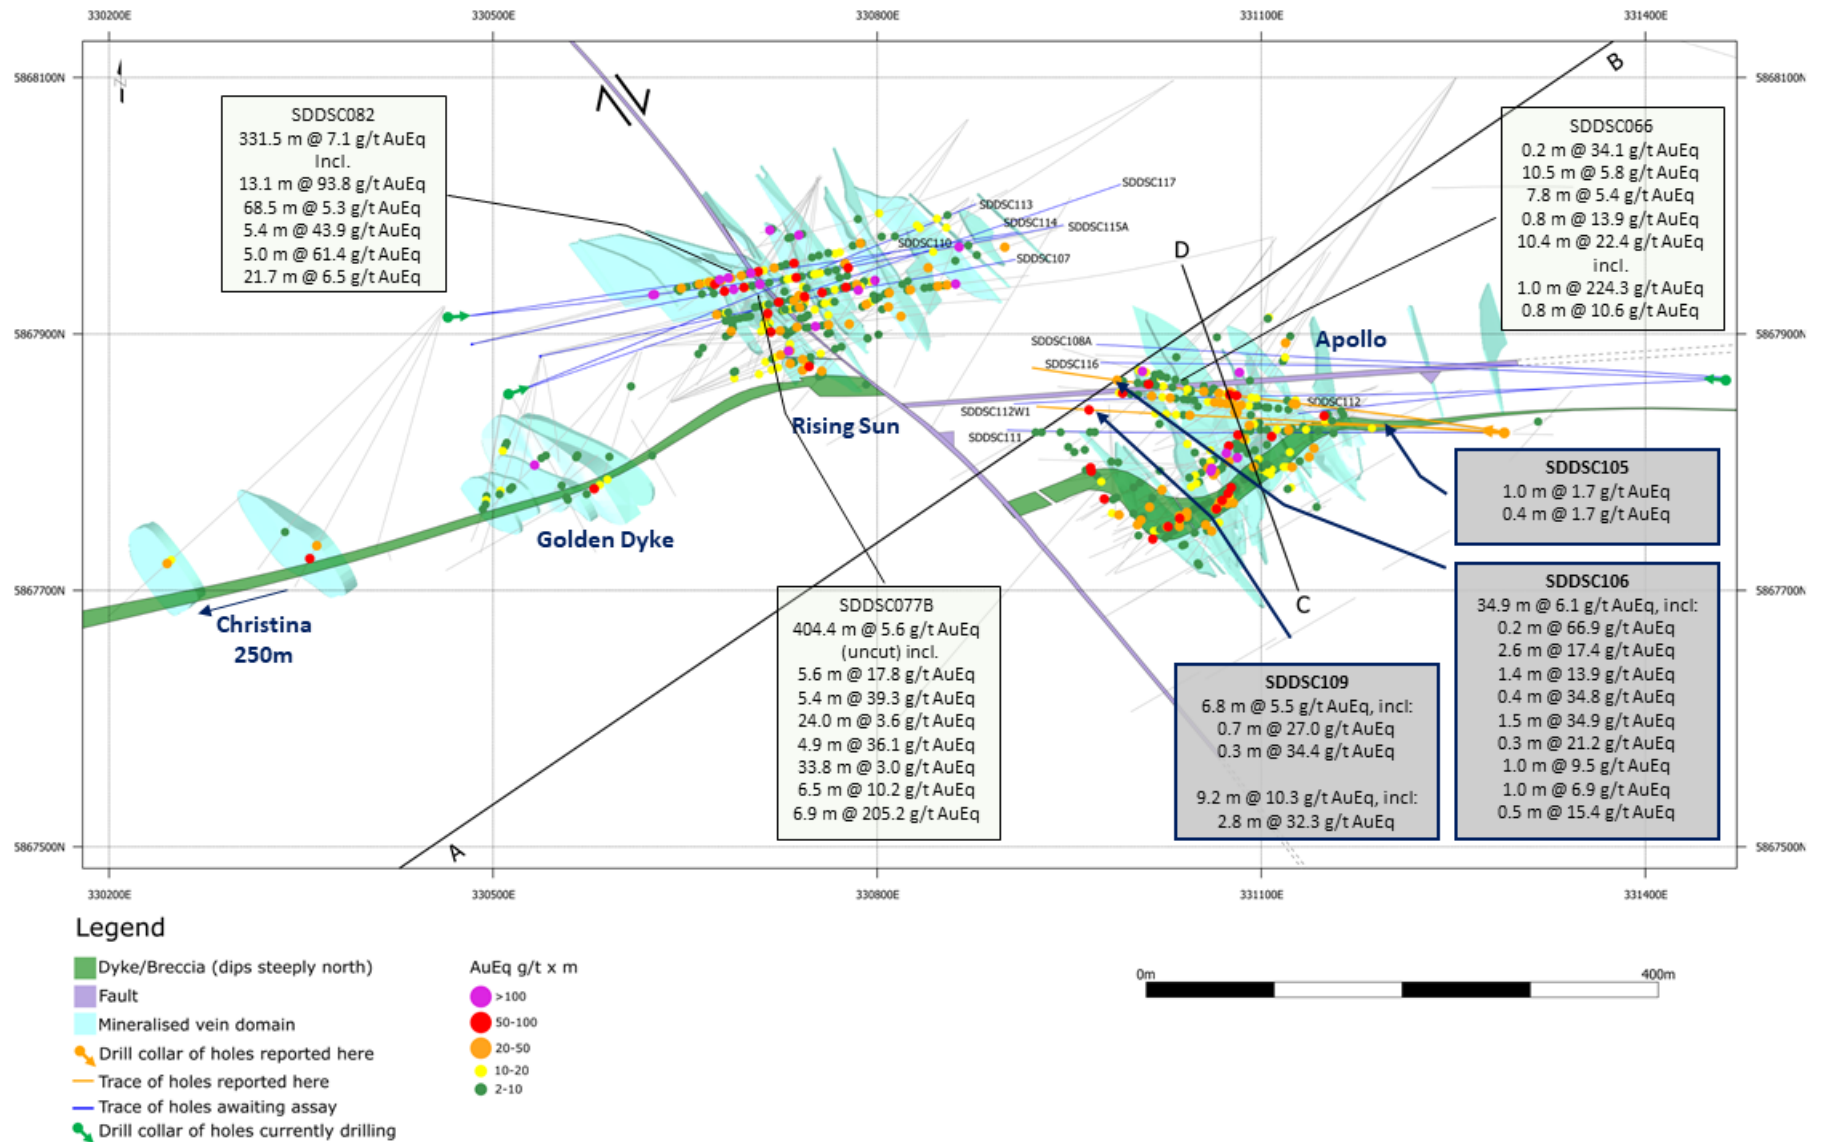 330200E
330500E
330800E
331100E
331400E
5868100N
5868100N
B
SDDSC082
331.5 m @ 7.1 g/t AuEq
Incl.
13.1 m @ 93.8 g/t AuEq
68.5 m @ 5.3 g/t AuEq
5.4 m @ 43.9 g/t AuEq
5.0 m @ 61.4 g/t AuEq
21.7 m @ 6.5 g/t AuEq
SDDSC066
0.2 m @ 34.1 g/t AuEq
10.5 m @ 5.8 g/t AuEq
7.8 m @ 5.4 g/t AuEq
0.8 m @ 13.9 g/t AuEq
10.4 m @ 22.4 g/t AuEq
incl.
1.0 m @ 224.3 g/t AuEq
0.8 m @ 10.6 g/t AuEq
SDDSC117
SDDSC113
SDDSC114
SDDSC115A
SDDSC110
SDDSC107
D
5867900N
5867900N
Apollo
SDDSC108A
SDDSC116
SDDSC112
SDDSC112W1
SDDSC111
Rising Sun
Golden Dyke
SDDSC105
1.0 m @ 1.7 g/t AuEq
0.4 m @ 1.7 g/t AuEq
5867700N
5867700N
C
Christina
250m
SDDSC077B
404.4 m @ 5.6 g/t AuEq
(uncut) incl.
5.6 m @ 17.8 g/t AuEq
5.4 m @ 39.3 g/t AuEq
24.0 m @ 3.6 g/t AuEq
4.9 m @ 36.1 g/t AuEq
33.8 m @ 3.0 g/t AuEq
6.5 m @ 10.2 g/t AuEq
6.9 m @ 205.2 g/t AuEq
SDDSC109
6.8 m @ 5.5 g/t AuEq, incl:
0.7 m @ 27.0 g/t AuEq
0.3 m @ 34.4 g/t AuEq
9.2 m @ 10.3 g/t AuEq, incl:
2.8 m @ 32.3 g/t AuEq
SDDSC106
34.9 m @ 6.1 g/t AuEq, incl:
0.2 m @ 66.9 g/t AuEq
2.6 m @ 17.4 g/t AuEq
1.4 m @ 13.9 g/t AuEq
0.4 m @ 34.8 g/t AuEq
1.5 m @ 34.9 g/t AuEq
0.3 m @ 21.2 g/t AuEq
1.0 m @ 9.5 g/t AuEq
1.0 m @ 6.9 g/t AuEq
0.5 m @ 15.4 g/t AuEq
5867500N
5867500N
A
330200E
330500E
330800E
331100E
331400E
Legend
Dyke/Breccia (dips steeply north)
Fault
Mineralised vein domain
Drill collar of holes reported here
Trace of holes reported here
Trace of holes awaiting assay
Drill collar of holes currently drilling
AuEq g/t x m
>100
50-100
20-50
10-20
2-10
0m
400m